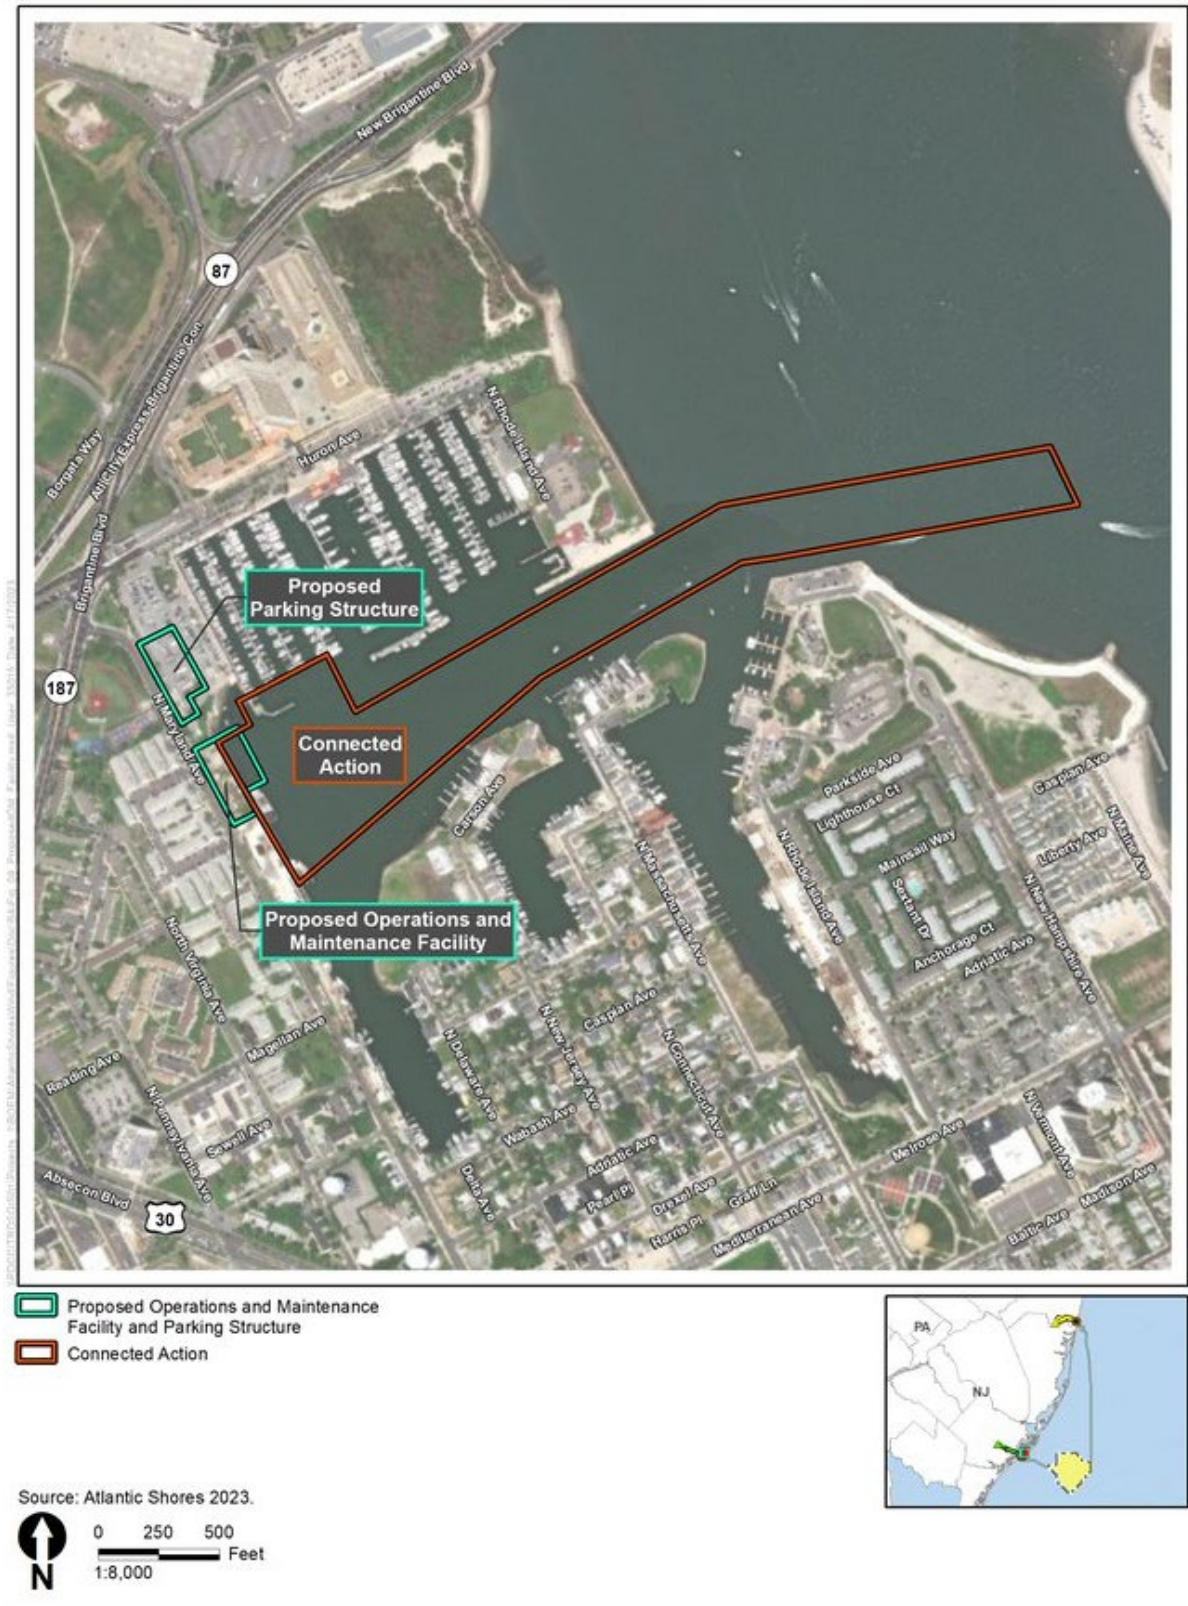 New Brigantine Blvd
87
Atl City Express Brigantine Con
Borgata Way
Brigantine Blvd
Huron Ave
N Rhode Island Ave
Proposed
Parking Structure
187
N Maryland Ave
Connected
Action
Carson Ave
Parkside Ave
Lighthouse Ct
Caspian Ave
Mainsail Way
Liberty Ave
N Maine Ave
N Massachusetts Ave
N Rhode Island Ave
Sextant Dr
N New Hampshire Ave
Anchorage Ct
Adriatic Ave
Proposed Operations and
Maintenance Facility
North Virginia Ave
Magellan Ave
Caspian Ave
N Delaware Ave
N New Jersey Ave
N Connecticut Ave
Reading Ave
N Pennsylvania Ave
Sewell Ave
Wabash Ave
Adriatic Ave
Melrose Ave
N Vermont Ave
Absecon Blvd
30
Delta Ave
Pearl Pl
Drexel Ave
Graff Ln
Harris Pl
Mediterranean Ave
Baltic Ave
Madison Ave
Proposed Operations and Maintenance
Facility and Parking Structure
Connected Action
PA
NJ
Source: Atlantic Shores 2023.
0 250 500
Feet
1:8,000
N